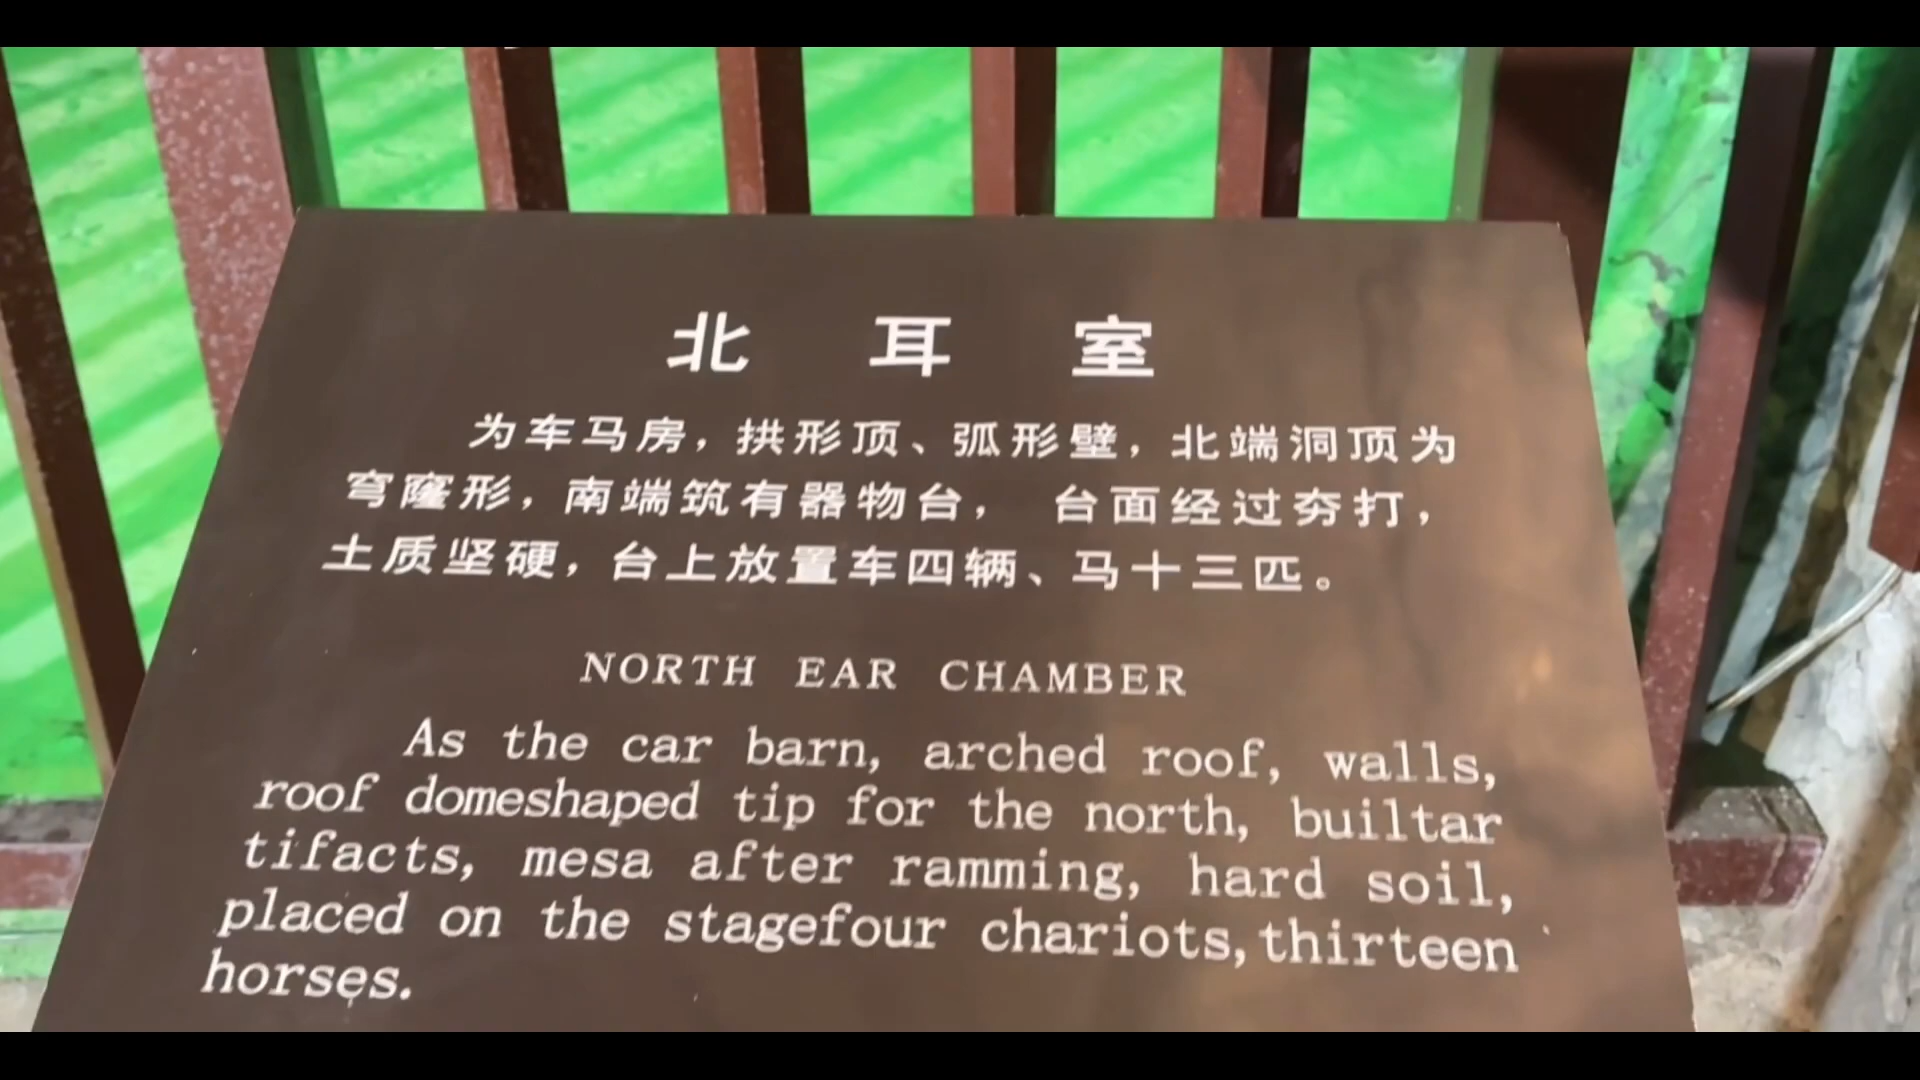 北 耳 室
为车马房，拱形顶、弧形壁，北端洞顶为
穹窿形，南端筑有器物台， 台面经过夯打，
土质坚硬，台上放置车四辆、马十三匹。
NORTH EAR CHAMBER
As the car barn, arched roof, walls,
roof domeshaped tip for the north, builtar
tifacts, mesa after ramming, hard soil,
placed on the stagefour chariots,thirteen
horses.